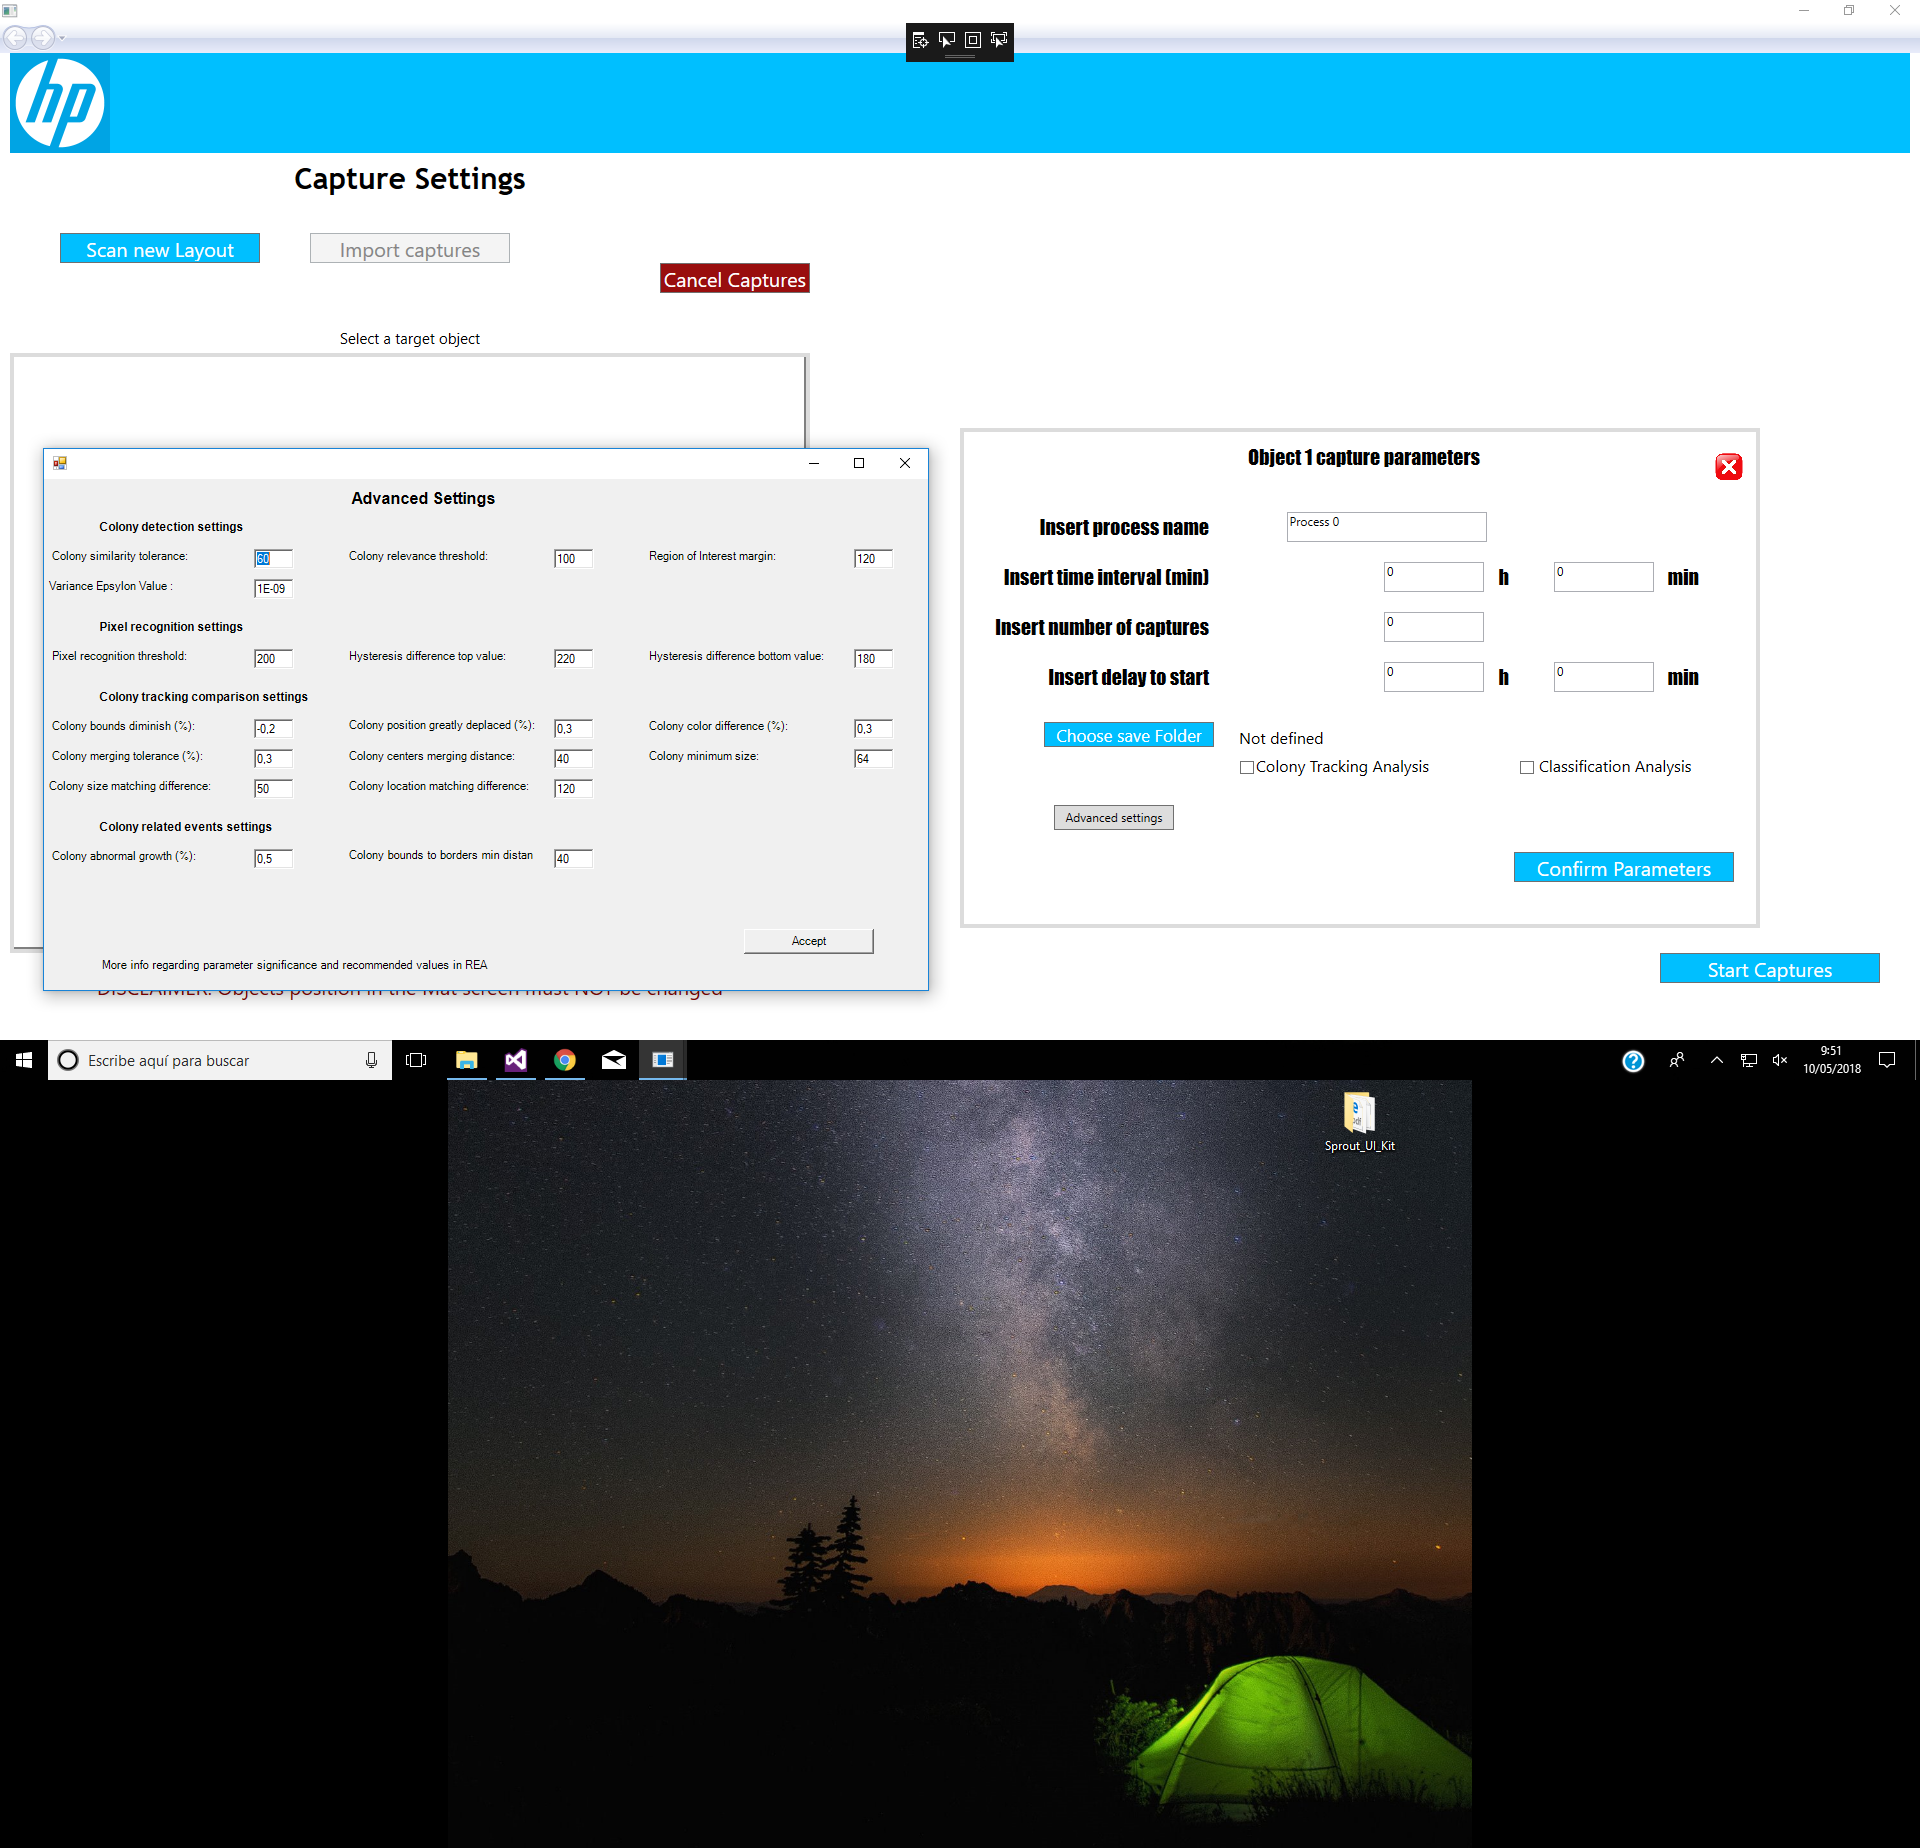 hp
Capture Settings
Scan new Layout
Import captures
Cancel Captures
Select a target object
Advanced Settings
Colony detection settings
Colony similarity tolerance: 60 Colony relevance threshold: 100 Region of Interest margin: 120
Variance Epsylon Value : 1E-09
Pixel recognition settings
Pixel recognition threshold: 200 Hysteresis difference top value: 220 Hysteresis difference bottom value: 180
Colony tracking comparison settings
Colony bounds diminish (%): -0,2 Colony position greatly deplaced (%): 0,3 Colony color difference (%): 0,3
Colony merging tolerance (%): 0,3 Colony centers merging distance: 40 Colony minimum size: 64
Colony size matching difference: 50 Colony location matching difference: 120
Colony related events settings
Colony abnormal growth (%): 0,5 Colony bounds to borders min distan 40
Accept
More info regarding parameter significance and recommended values in REA
DISCLAIMER: Objects position in the Mat screen must NOT be changed
Object 1 capture parameters
Insert process name Process 0
Insert time interval (min) 0 h 0 min
Insert number of captures 0
Insert delay to start 0 h 0 min
Choose save Folder Not defined
Colony Tracking Analysis Classification Analysis
Advanced settings
Confirm Parameters
Start Captures
Escribe aquí para buscar
9:51
10/05/2018
Sprout_UI_Kit